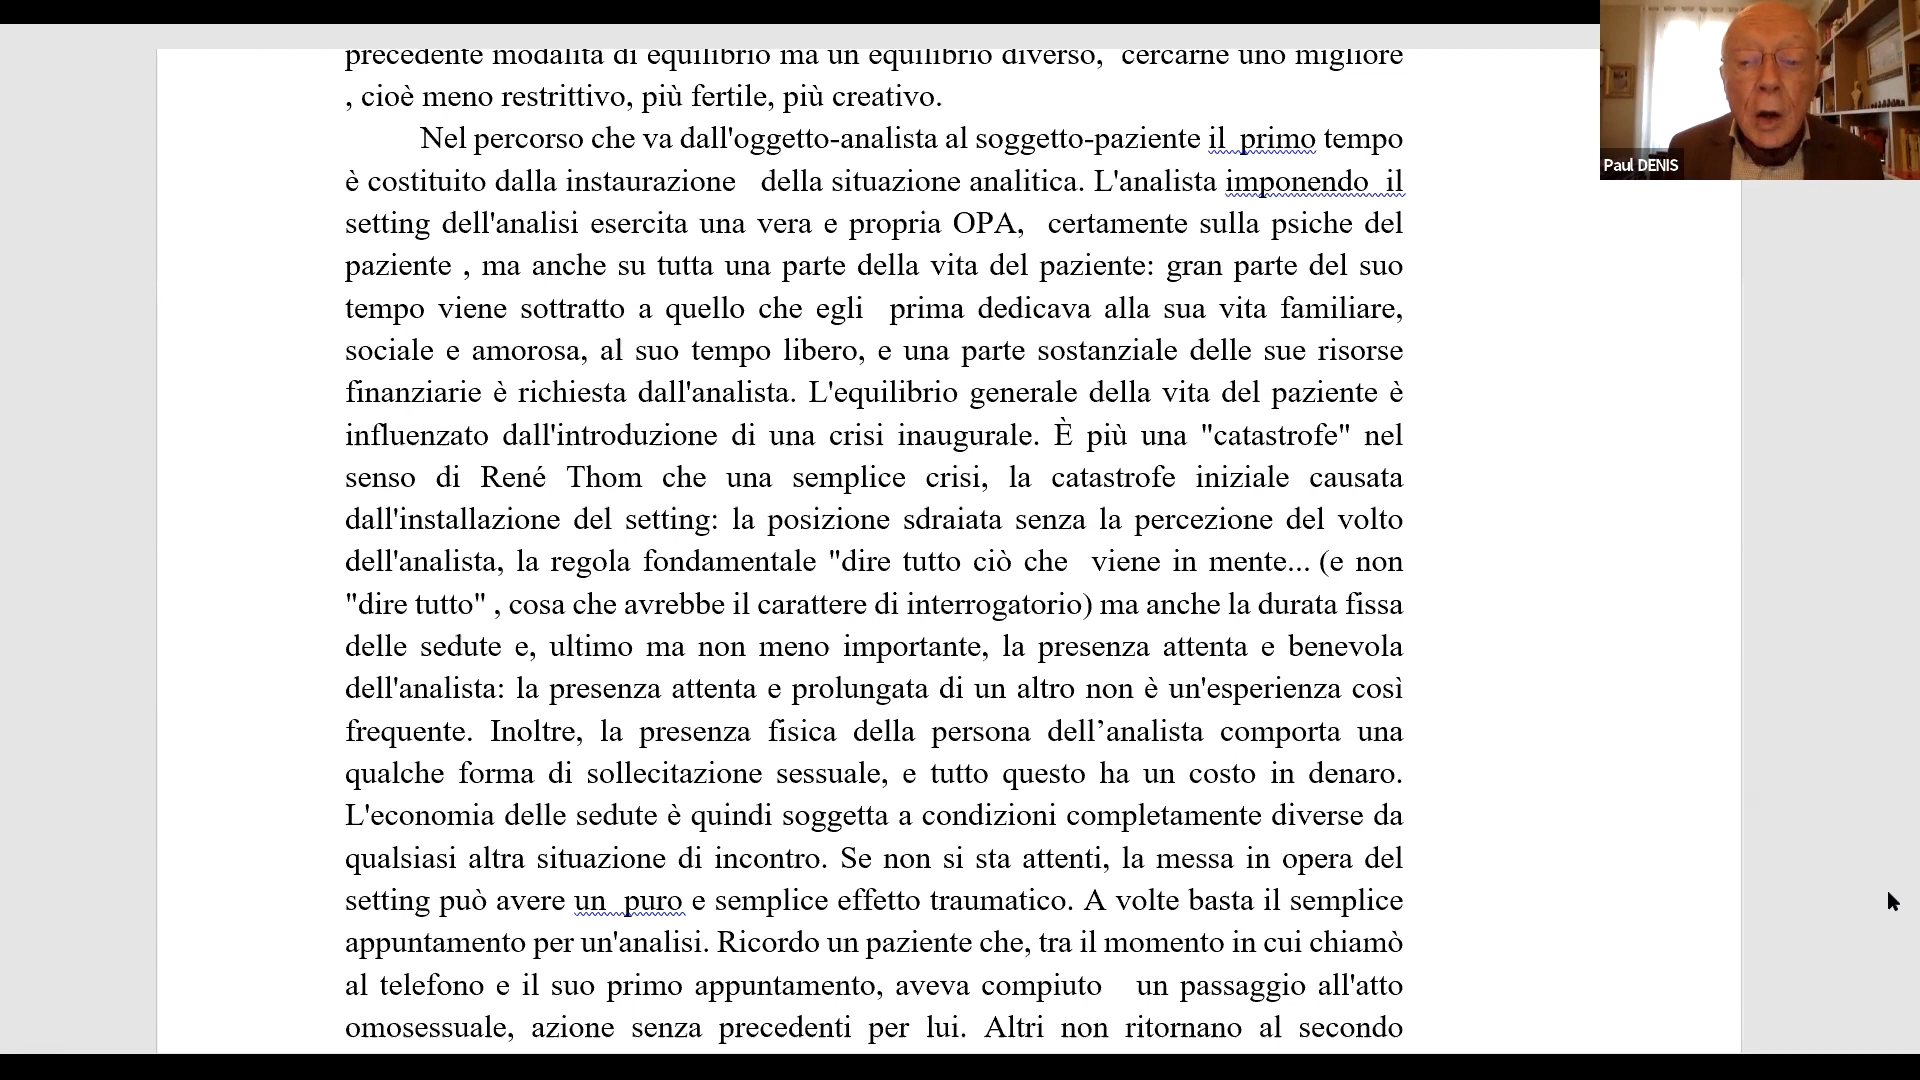 precedente modalità di equilibrio ma un equilibrio diverso, cercarne uno migliore
, cioè meno restrittivo, più fertile, più creativo.
Nel percorso che va dall'oggetto-analista al soggetto-paziente il primo tempo
è costituito dalla instaurazione della situazione analitica. L'analista imponendo il
setting dell'analisi esercita una vera e propria OPA, certamente sulla psiche del
paziente , ma anche su tutta una parte della vita del paziente: gran parte del suo
tempo viene sottratto a quello che egli prima dedicava alla sua vita familiare,
sociale e amorosa, al suo tempo libero, e una parte sostanziale delle sue risorse
finanziarie è richiesta dall'analista. L'equilibrio generale della vita del paziente è
influenzato dall'introduzione di una crisi inaugurale. È più una "catastrofe" nel
senso di René Thom che una semplice crisi, la catastrofe iniziale causata
dall'installazione del setting: la posizione sdraiata senza la percezione del volto
dell'analista, la regola fondamentale "dire tutto ciò che viene in mente... (e non
"dire tutto" , cosa che avrebbe il carattere di interrogatorio) ma anche la durata fissa
delle sedute e, ultimo ma non meno importante, la presenza attenta e benevola
dell'analista: la presenza attenta e prolungata di un altro non è un'esperienza così
frequente. Inoltre, la presenza fisica della persona dell’analista comporta una
qualche forma di sollecitazione sessuale, e tutto questo ha un costo in denaro.
L'economia delle sedute è quindi soggetta a condizioni completamente diverse da
qualsiasi altra situazione di incontro. Se non si sta attenti, la messa in opera del
setting può avere un puro e semplice effetto traumatico. A volte basta il semplice
appuntamento per un'analisi. Ricordo un paziente che, tra il momento in cui chiamò
al telefono e il suo primo appuntamento, aveva compiuto un passaggio all'atto
omosessuale, azione senza precedenti per lui. Altri non ritornano al secondo
Paul DENIS